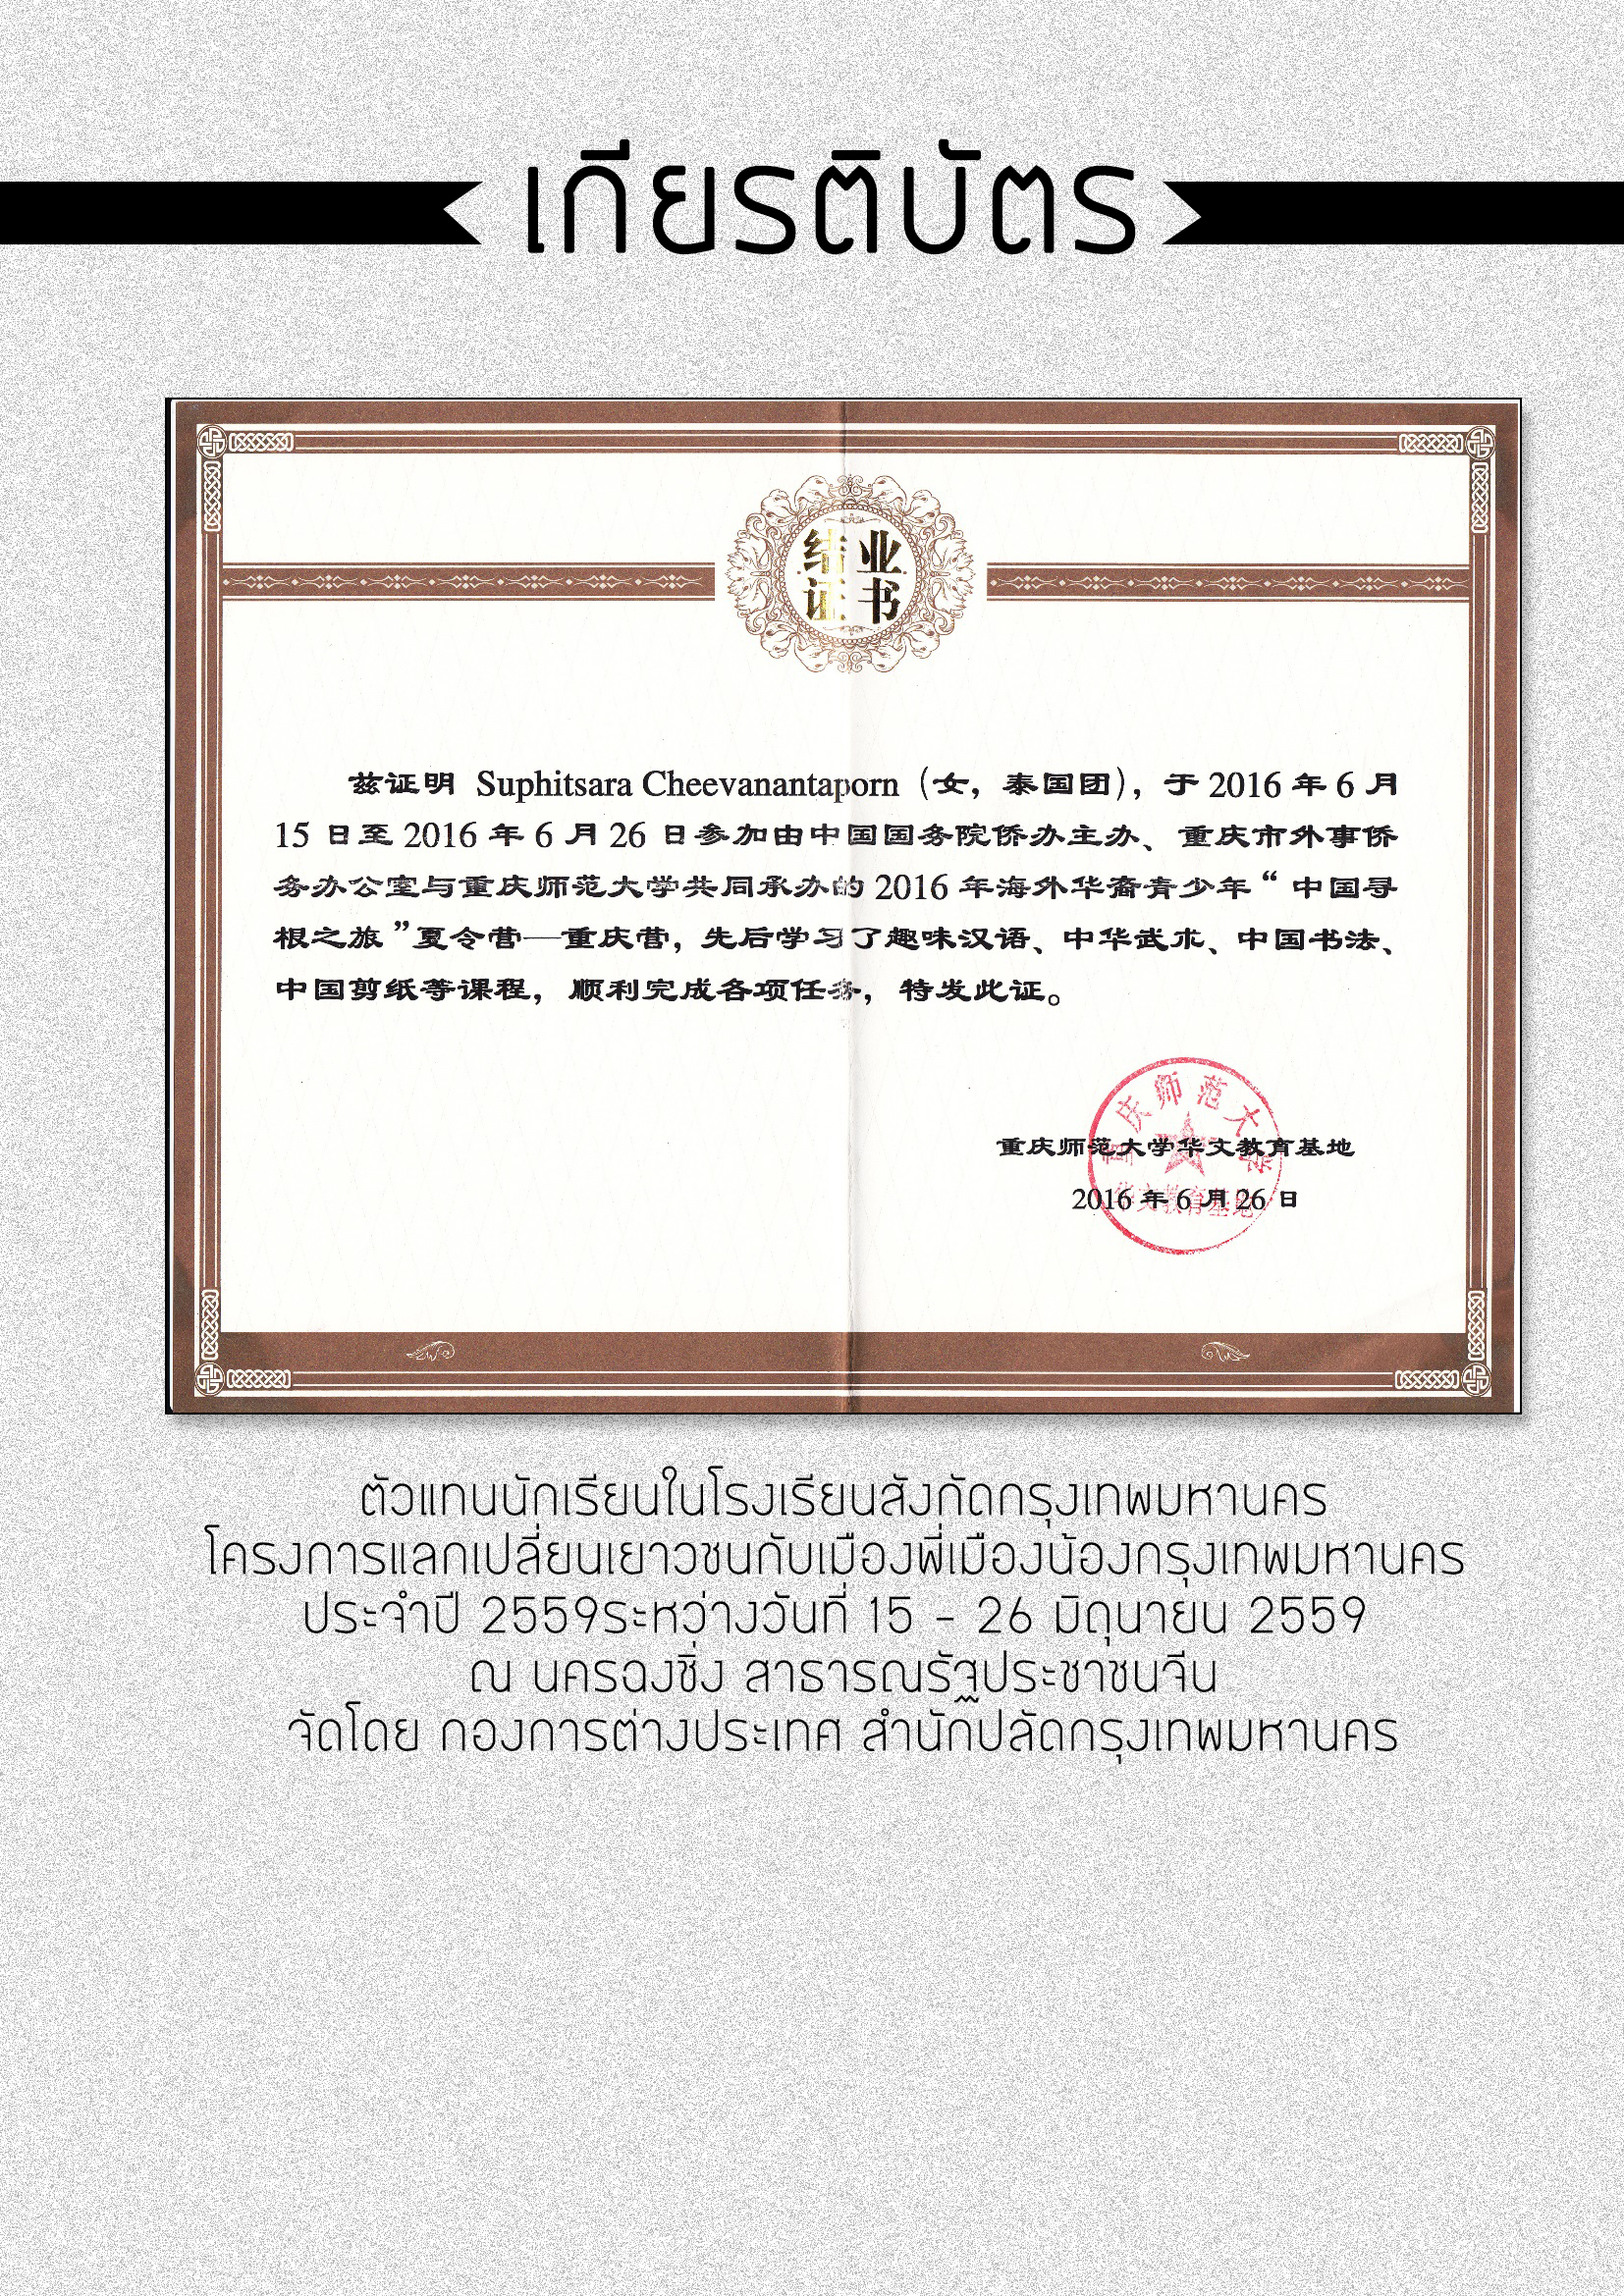 เกียรติบัตร
结业
证书
兹证明 Suphitsara Cheevanantaporn（女，泰国团），于 2016 年 6 月
15 日至 2016 年 6 月 26 日参加由中国国务院侨办主办、重庆市外事侨
务办公室与重庆师范大学共同承办的 2016 年海外华裔青少年“ 中国寻
根之旅 ”夏令营—重庆营，先后学习了趣味汉语、中华武术、中国书法、
中国剪纸等课程，顺利完成各项任务，特发此证。
重庆师范大学
重庆师范大学华文教育基地
2016 年 6 月 26 日
华文教育基地
ตัวแทนนักเรียนในโรงเรียนสังกัดกรุงเทพมหานคร
โครงการแลกเปลี่ยนเยาวชนกับเมืองพี่เมืองน้องกรุงเทพมหานคร
ประจำปี 2559ระหว่างวันที่ 15 - 26 มิถุนายน 2559
ณ นครฉงชิ่ง สาธารณรัฐประชาชนจีน
จัดโดย กองการต่างประเทศ สำนักปลัดกรุงเทพมหานคร